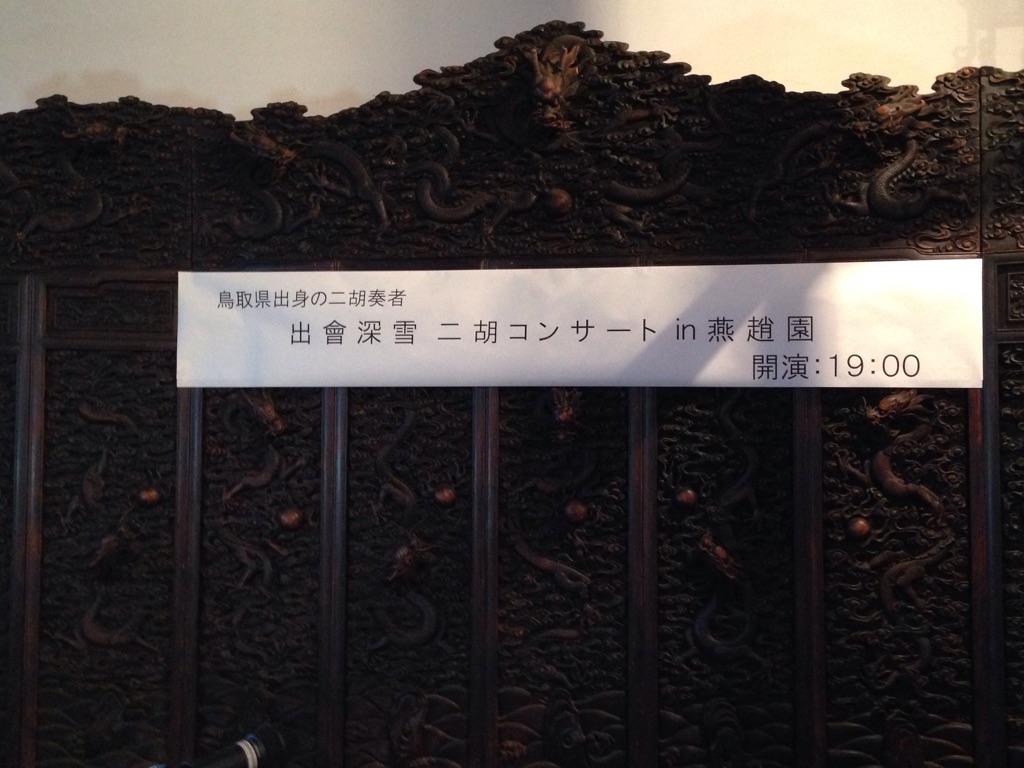 鳥取県出身の二胡奏者
出會深雪 二胡コンサート in 燕趙園
開演:19:00